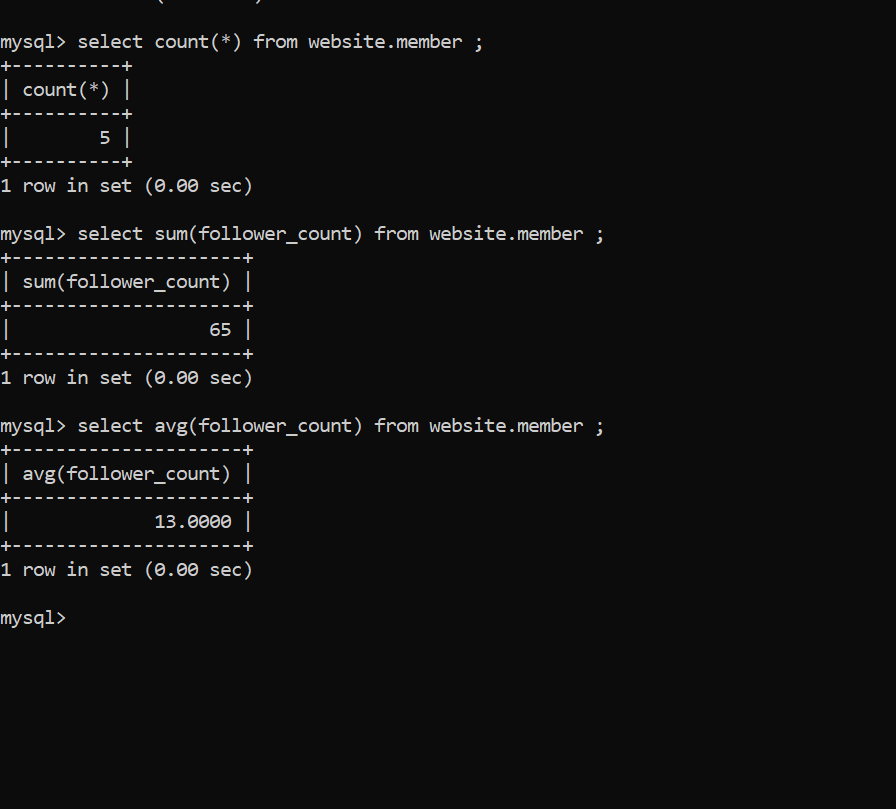 mysql> select count(*) from website.member ;
+----------+
| count(*) |
+----------+
|        5 |
+----------+
1 row in set (0.00 sec)
mysql> select sum(follower_count) from website.member ;
+---------------------+
| sum(follower_count) |
+---------------------+
|                  65 |
+---------------------+
1 row in set (0.00 sec)
mysql> select avg(follower_count) from website.member ;
+---------------------+
| avg(follower_count) |
+---------------------+
|             13.0000 |
+---------------------+
1 row in set (0.00 sec)
mysql>